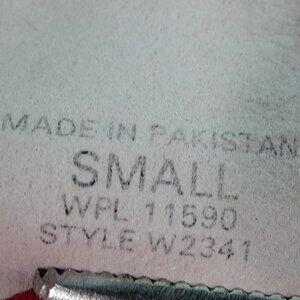 MADE IN PAKISTAN
SMALL
WPL 11590
STYLE W2341